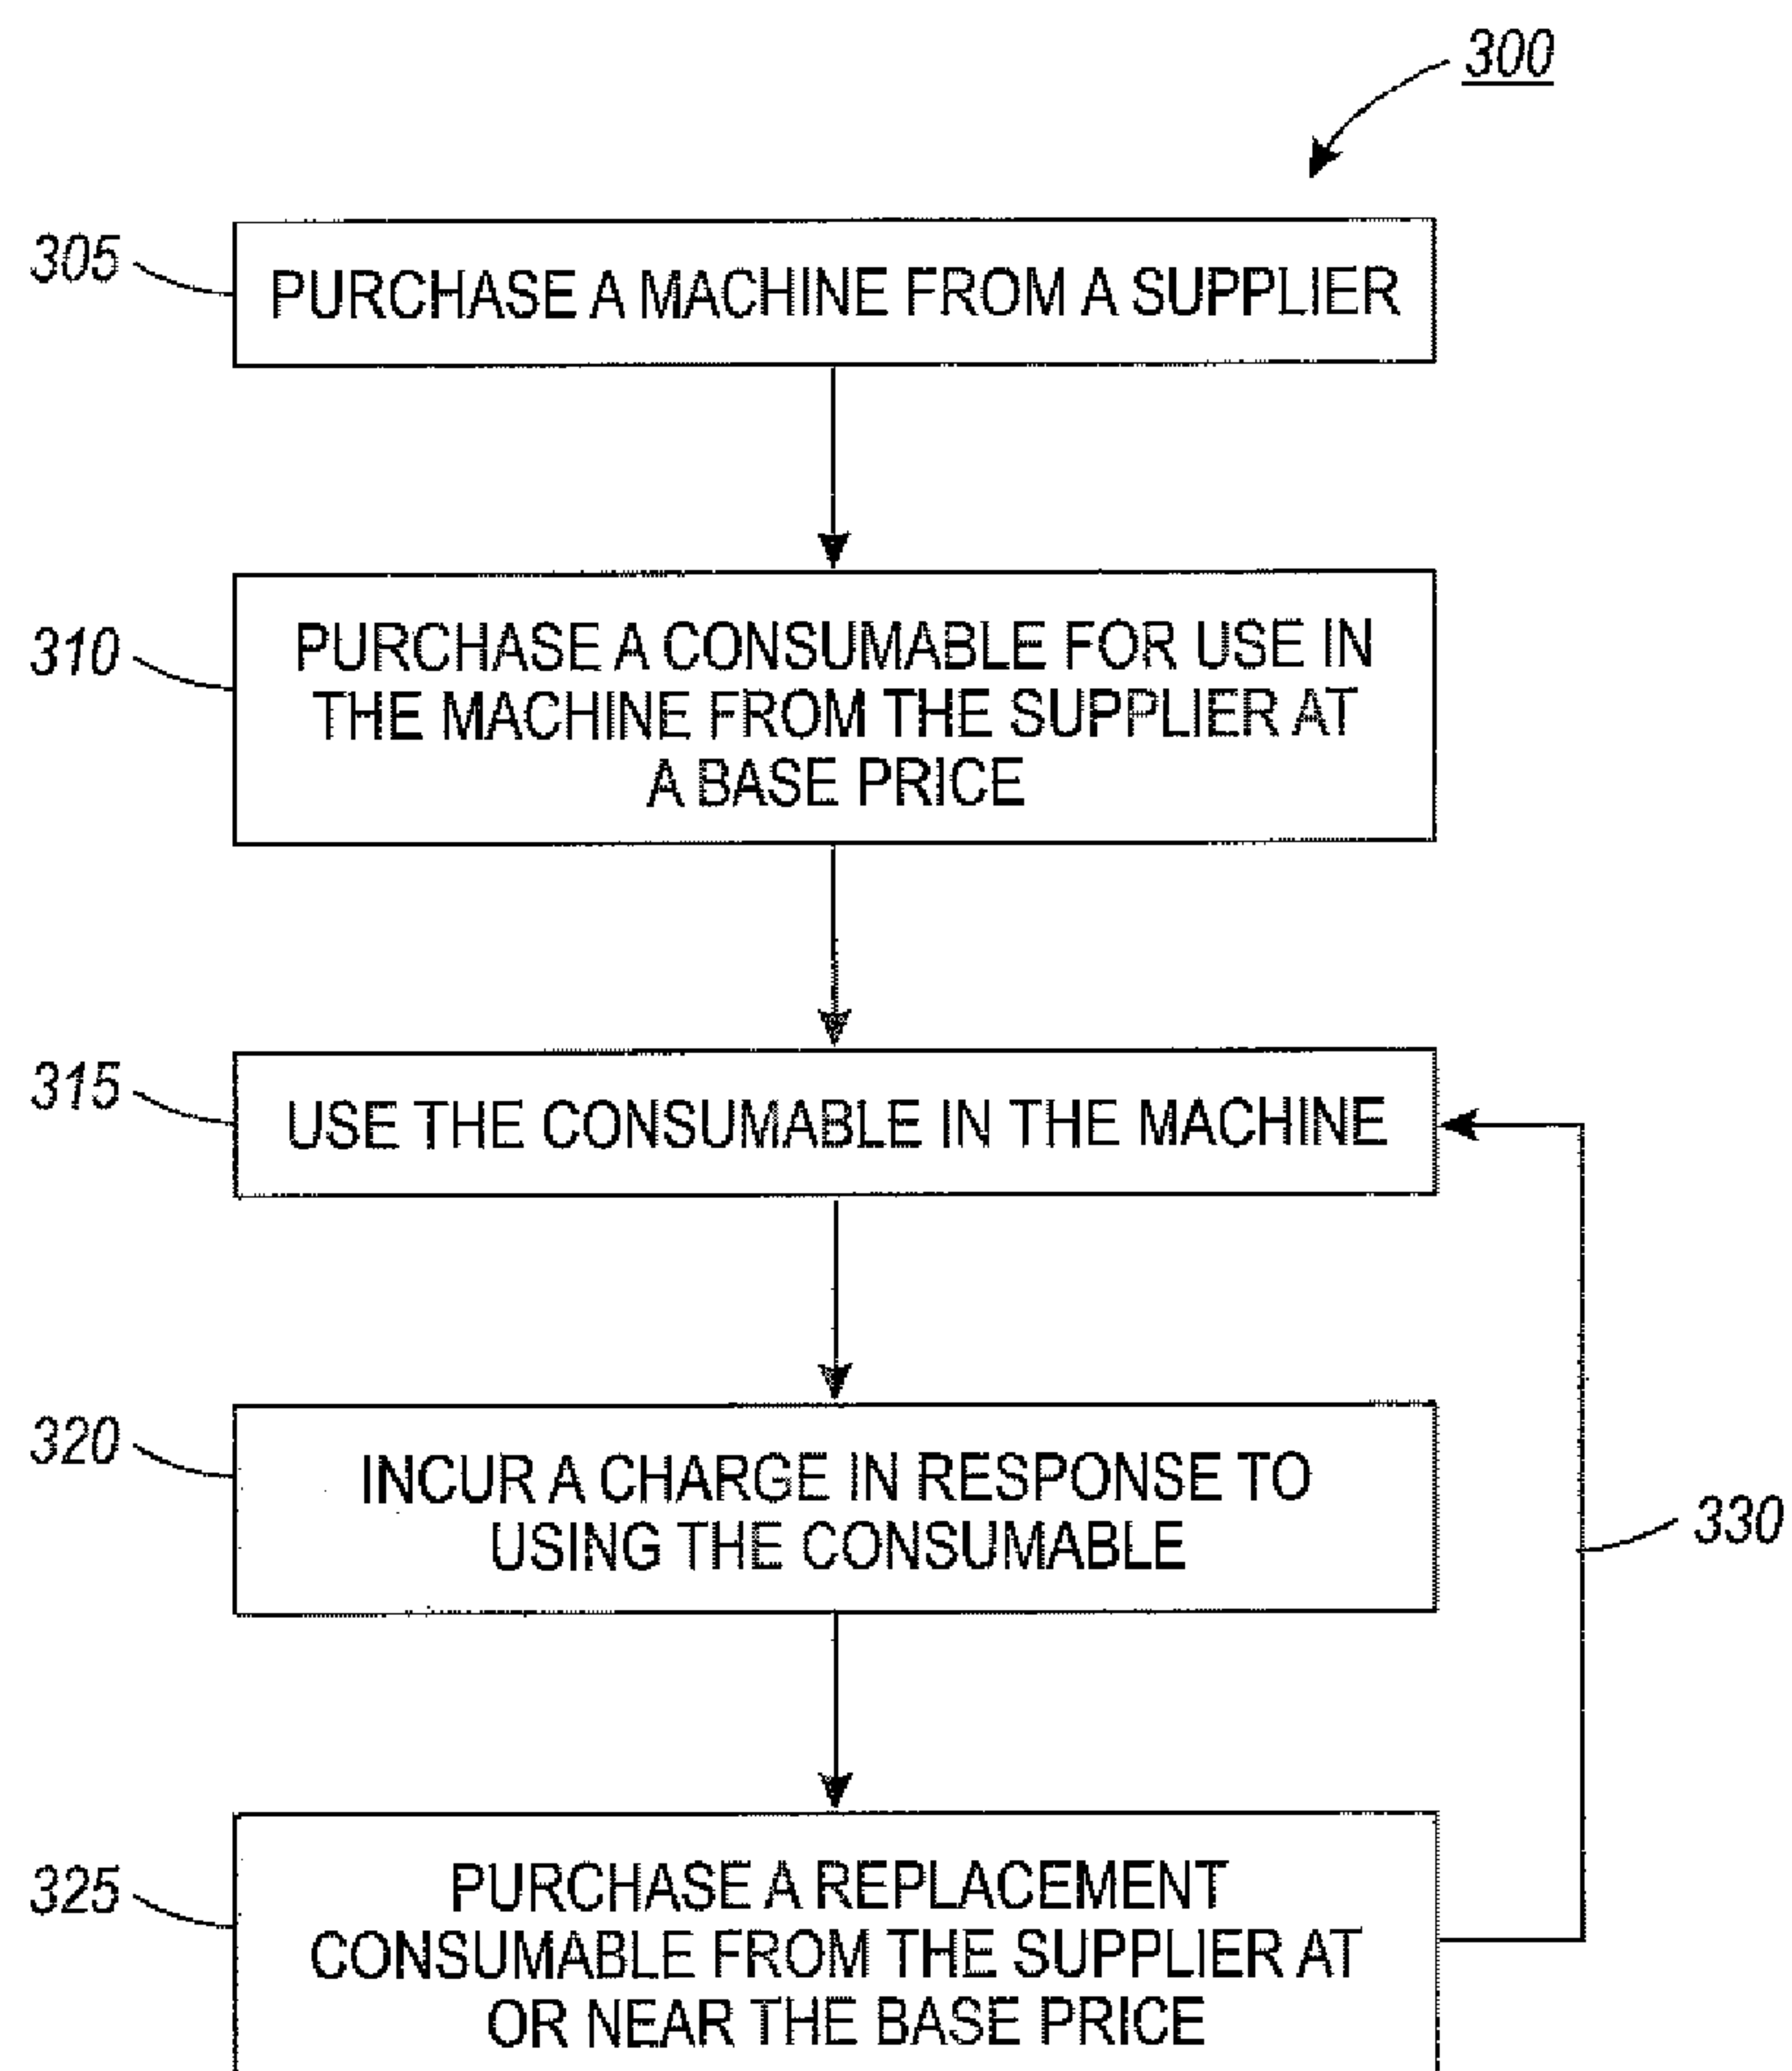 300
305
PURCHASE A MACHINE FROM A SUPPLIER
310
PURCHASE A CONSUMABLE FOR USE IN
THE MACHINE FROM THE SUPPLIER AT
A BASE PRICE
315
USE THE CONSUMABLE IN THE MACHINE
320
INCUR A CHARGE IN RESPONSE TO
USING THE CONSUMABLE
330
325
PURCHASE A REPLACEMENT
CONSUMABLE FROM THE SUPPLIER AT
OR NEAR THE BASE PRICE